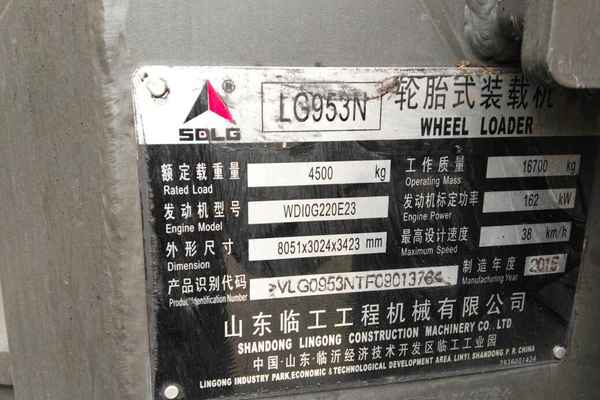 SDLG ® LG953N 轮胎式装载机
WHEEL LOADER
额定载重量 4500 kg 工作质量 16700 kg
Rated Load Operating Mass
发动机型号 WD10G220E23 发动机标定功率 162 kW
Engine Model Engine Power
外形尺寸 8051x3024x3423 mm 最高设计速度 38 km/h
Dimension Maximum Speed
产品识别代码 >VLG0953NTF0901376< 制造年度 2015
Product Identification Number Manufacturing Year
山东临工工程机械有限公司
SHANDONG LINGONG CONSTRUCTION MACHINERY CO., LTD
中国·山东·临沂经济技术开发区临工工业园
LINGONG INDUSTRY PARK, ECONOMIC & TECHNOLOGICAL DEVELOPMENT AREA, LINYI, SHANDONG, P. R. CHINA